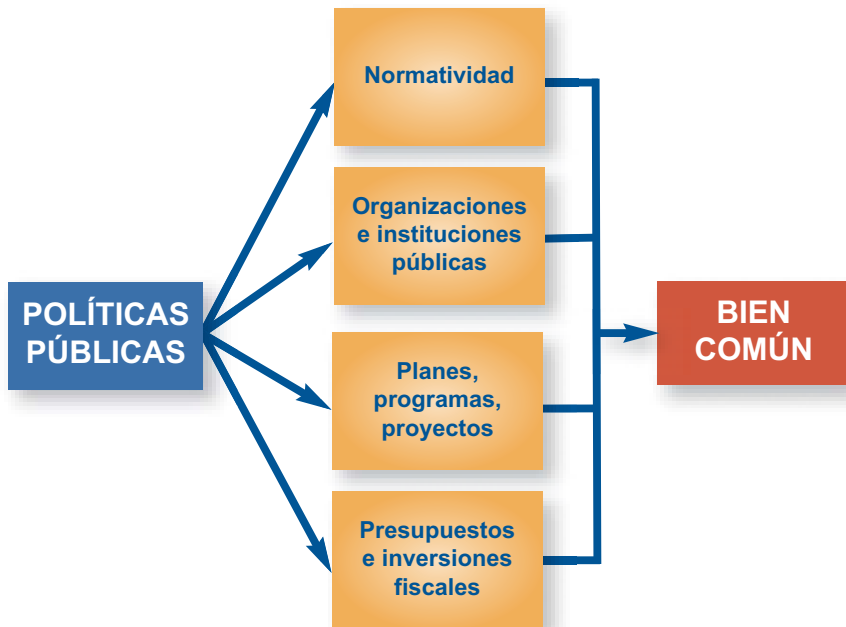 POLÍTICAS
PÚBLICAS
Normatividad
Organizaciones
e instituciones
públicas
Planes,
programas,
proyectos
Presupuestos
e inversiones
fiscales
BIEN
COMÚN